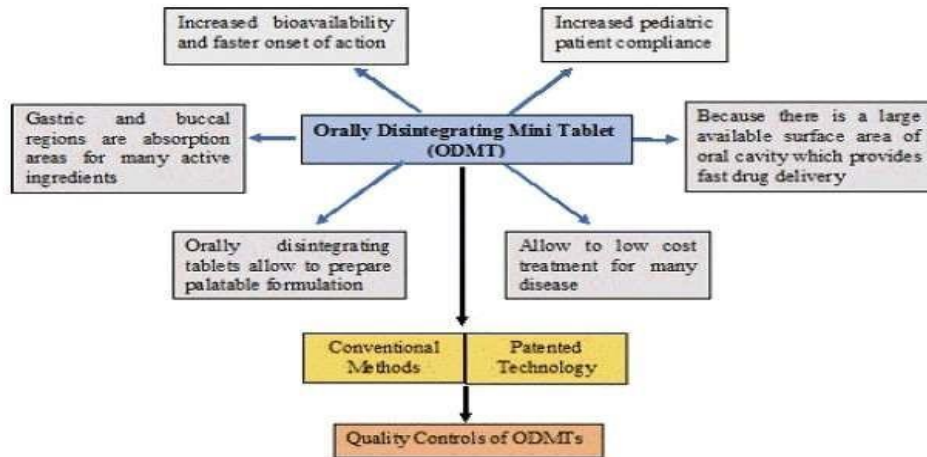 Increased bioavailability
and faster onset of action
Increased pediatric
patient compliance
Gastric and buccal
regions are absorption
areas for many active
ingredients
Orally Disintegrating Mini Tablet
(ODMT)
Because there is a large
available surface area of
oral cavity which provides
fast drug delivery
Orally disintegrating
tablets allow to prepare
palatable formulation
Allow to low cost
treatment for many
disease
Conventional
Methods
Patented
Technology
Quality Controls of ODMTs